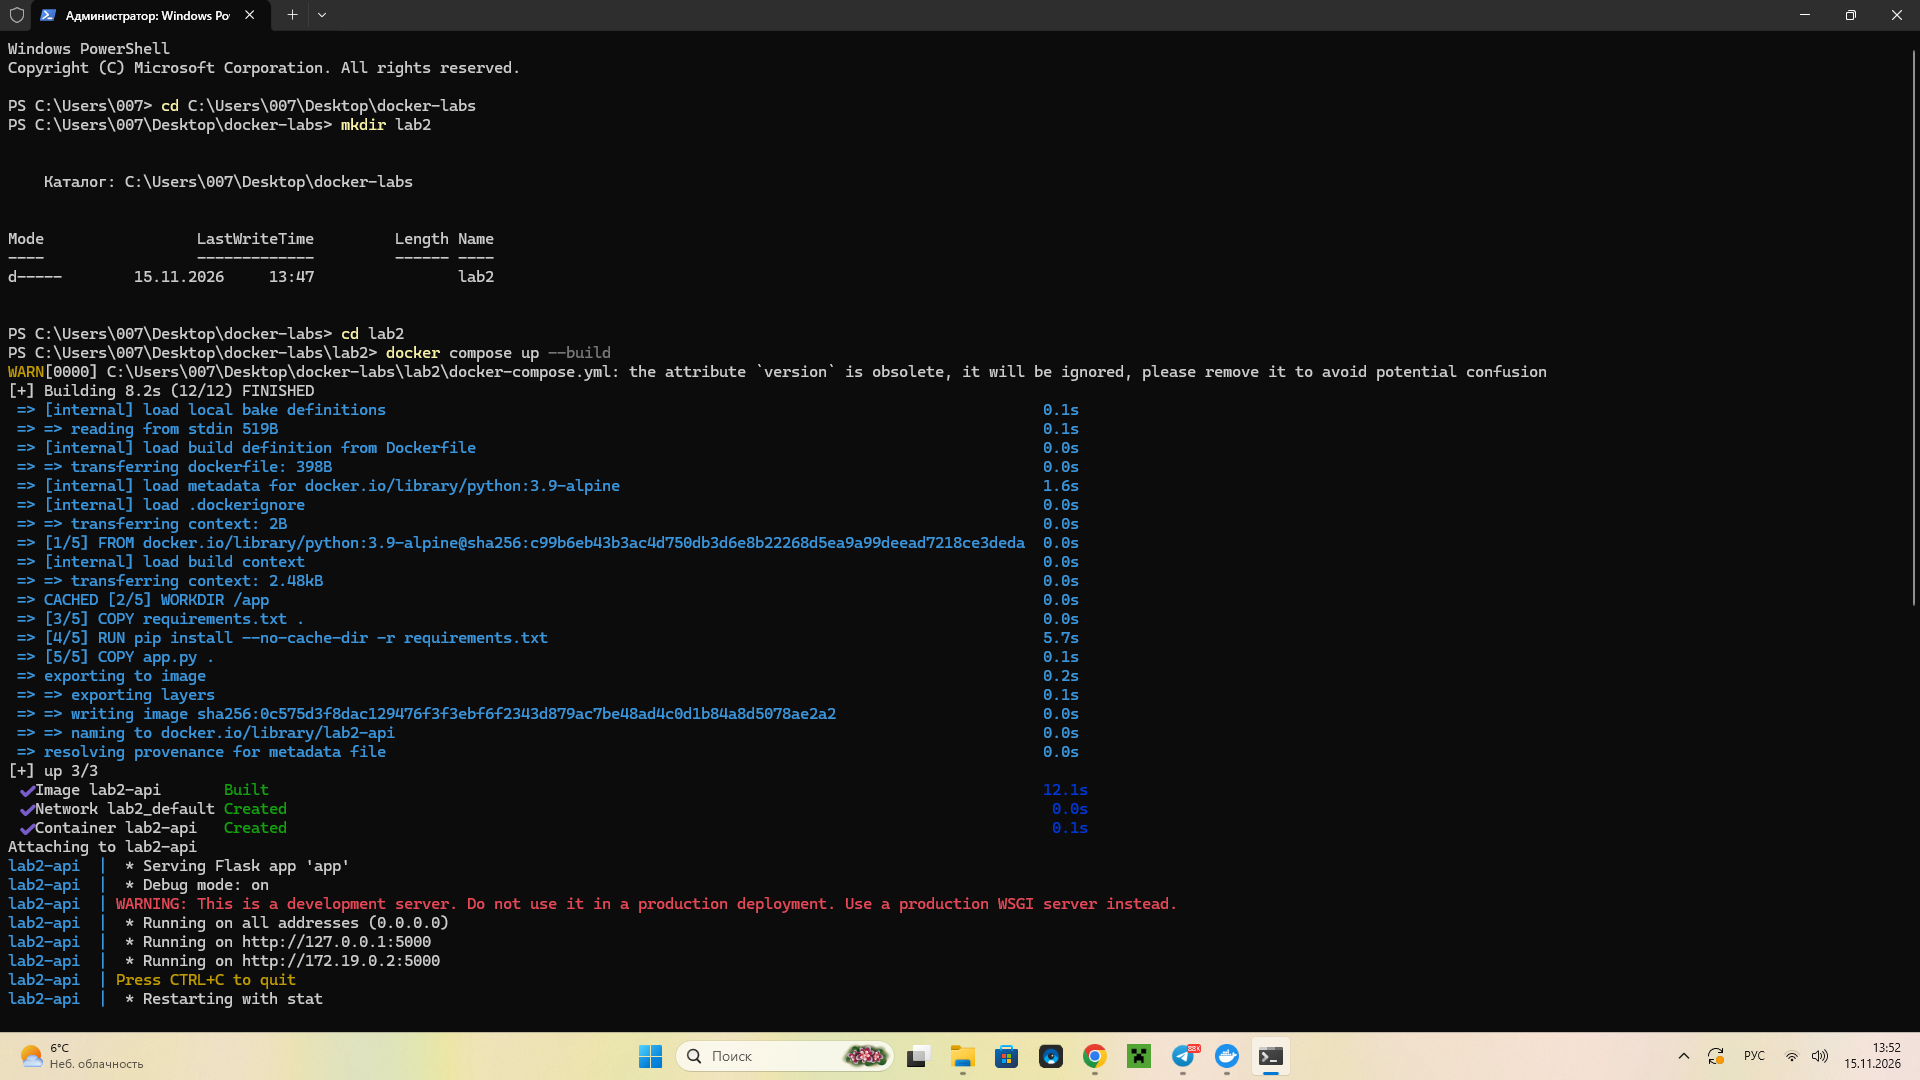 Администратор: Windows Po
Windows PowerShell
Copyright (C) Microsoft Corporation. All rights reserved.
PS C:\Users\007> cd C:\Users\007\Desktop\docker-labs
PS C:\Users\007\Desktop\docker-labs> mkdir lab2
Каталог: C:\Users\007\Desktop\docker-labs
Mode LastWriteTime Length Name
---- ------------- ------ ----
d----- 15.11.2026 13:47 lab2
PS C:\Users\007\Desktop\docker-labs> cd lab2
PS C:\Users\007\Desktop\docker-labs\lab2> docker compose up --build
WARN[0000] C:\Users\007\Desktop\docker-labs\lab2\docker-compose.yml: the attribute `version` is obsolete, it will be ignored, please remove it to avoid potential confusion
[+] Building 8.2s (12/12) FINISHED
=> [internal] load local bake definitions 0.1s
=> => reading from stdin 519B 0.1s
=> [internal] load build definition from Dockerfile 0.0s
=> => transferring dockerfile: 398B 0.0s
=> [internal] load metadata for docker.io/library/python:3.9-alpine 1.6s
=> [internal] load .dockerignore 0.0s
=> => transferring context: 2B 0.0s
=> [1/5] FROM docker.io/library/python:3.9-alpine@sha256:c99b6eb43b3ac4d750db3d6e8b22268d5ea9a99deead7218ce3deda 0.0s
=> [internal] load build context 0.0s
=> => transferring context: 2.48kB 0.0s
=> CACHED [2/5] WORKDIR /app 0.0s
=> [3/5] COPY requirements.txt . 0.0s
=> [4/5] RUN pip install --no-cache-dir -r requirements.txt 5.7s
=> [5/5] COPY app.py . 0.1s
=> exporting to image 0.2s
=> => exporting layers 0.1s
=> => writing image sha256:0c575d3f8dac129476f3f3ebf6f2343d879ac7be48ad4c0d1b84a8d5078ae2a2 0.0s
=> => naming to docker.io/library/lab2-api 0.0s
=> resolving provenance for metadata file 0.0s
[+] up 3/3
✔Image lab2-api Built 12.1s
✔Network lab2_default Created 0.0s
✔Container lab2-api Created 0.1s
Attaching to lab2-api
lab2-api | * Serving Flask app 'app'
lab2-api | * Debug mode: on
lab2-api | WARNING: This is a development server. Do not use it in a production deployment. Use a production WSGI server instead.
lab2-api | * Running on all addresses (0.0.0.0)
lab2-api | * Running on http://127.0.0.1:5000
lab2-api | * Running on http://172.19.0.2:5000
lab2-api | Press CTRL+C to quit
lab2-api | * Restarting with stat
6°C
Неб. облачность
Поиск
88K
РУС
13:52
15.11.2026